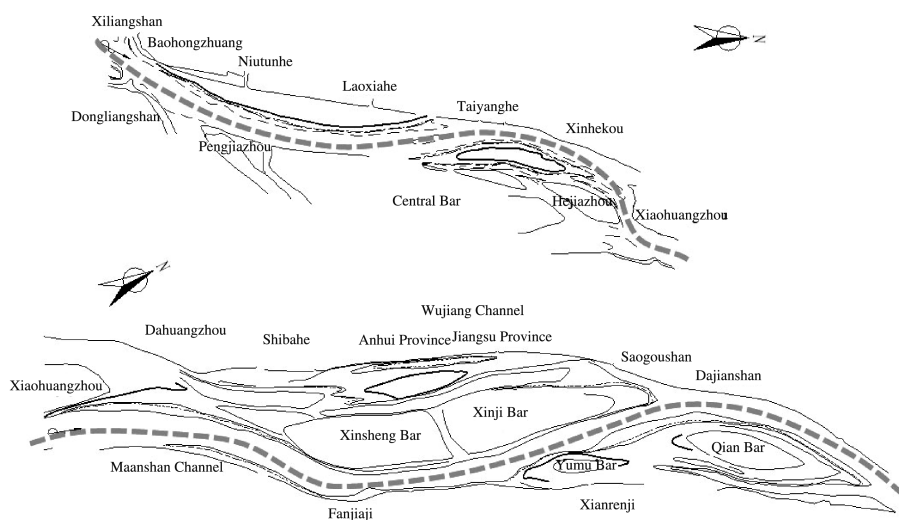 Xiliangshan
Baohongzhuang
Niutunhe
Laoxiahe
Taiyanghe
Xinhekou
Dongliangshan
Pengjiazhou
Central Bar
Hejiazhou
Xiaohuangzhou
N
N
Wujiang Channel
Dahuangzhou
Shibahe
Anhui Province
Jiangsu Province
Saogoushan
Dajianshan
Xiaohuangzhou
Xinsheng Bar
Xinji Bar
Qian Bar
Yumu Bar
Maanshan Channel
Xianrenji
Fanjiaji